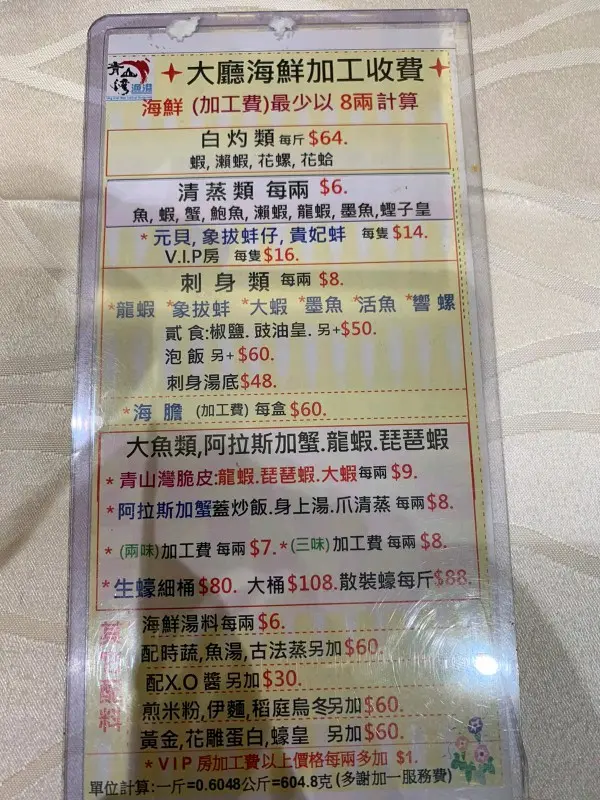 青山灣漁港
大廳海鮮加工收費
海鮮 (加工費)最少以 8兩計算
白灼類 每斤 $64.
蝦, 瀨蝦, 花螺, 花蛤
清蒸類 每兩 $6.
魚, 蝦, 蟹, 鮑魚, 瀨蝦, 龍蝦, 墨魚,蟶子皇
* 元貝, 象拔蚌仔, 貴妃蚌 每隻 $14.
V.I.P房 每隻 $16.
刺身類 每兩 $8.
*龍蝦 *象拔蚌 *大蝦 *墨魚 *活魚 *響螺
貳食:椒鹽. 豉油皇. 另+$50.
泡飯 另+ $60.
刺身湯底$48.
*海膽 (加工費) 每盒 $60.
大魚類,阿拉斯加蟹.龍蝦.琵琶蝦
* 青山灣脆皮:龍蝦.琵琶蝦.大蝦每兩 $9.
*阿拉斯加蟹蓋炒飯.身上湯.爪清蒸 每兩$8.
* (兩味)加工費 每兩 $7.*(三味)加工費 每兩 $8.
*生蠔細桶$80. 大桶$108.散裝蠔每斤$88.
其它配料
海鮮湯料每兩 $6.
配時蔬,魚湯,古法蒸另加$60.
配X.O 醬 另加$30.
煎米粉,伊麵,稻庭烏冬另加$60.
黃金,花雕蛋白,蠔皇 另加$50.
*VIP 房加工費以上價格每兩多加 $1.
單位計算:一斤=0.6048公斤=604.8克(多謝加一服務費)